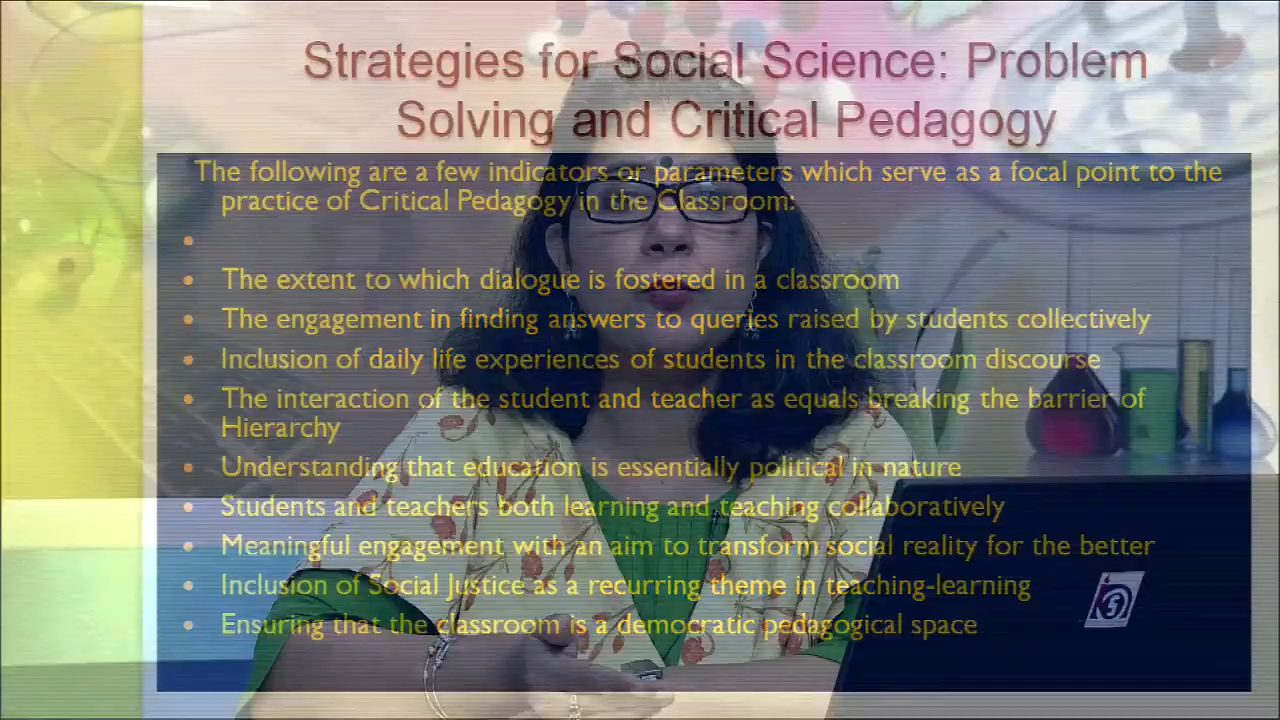 Strategies for Social Science: Problem
Solving and Critical Pedagogy
The following are a few indicators or parameters which serve as a focal point to the
practice of Critical Pedagogy in the Classroom:
•
• The extent to which dialogue is fostered in a classroom
• The engagement in finding answers to queries raised by students collectively
• Inclusion of daily life experiences of students in the classroom discourse
• The interaction of the student and teacher as equals breaking the barrier of
Hierarchy
• Understanding that education is essentially political in nature
• Students and teachers both learning and teaching collaboratively
• Meaningful engagement with an aim to transform social reality for the better
• Inclusion of Social Justice as a recurring theme in teaching-learning
• Ensuring that the classroom is a democratic pedagogical space